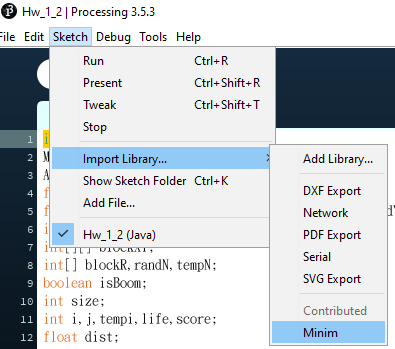 Hw_1_2 | Processing 3.5.3
File Edit Sketch Debug Tools Help
Run Ctrl+R
Present Ctrl+Shift+R
Tweak Ctrl+Shift+T
Stop
Import Library...
Show Sketch Folder Ctrl+K
Add File...
Hw_1_2 (Java)
Add Library...
DXF Export
Network
PDF Export
Serial
SVG Export
Contributed
Minim
1
2
3
4
5
6
7
8 int[] blockR,randN,tempN;
9 boolean isBoom;
10 int size;
11 int i,j,tempi,life,score;
12 float dist;